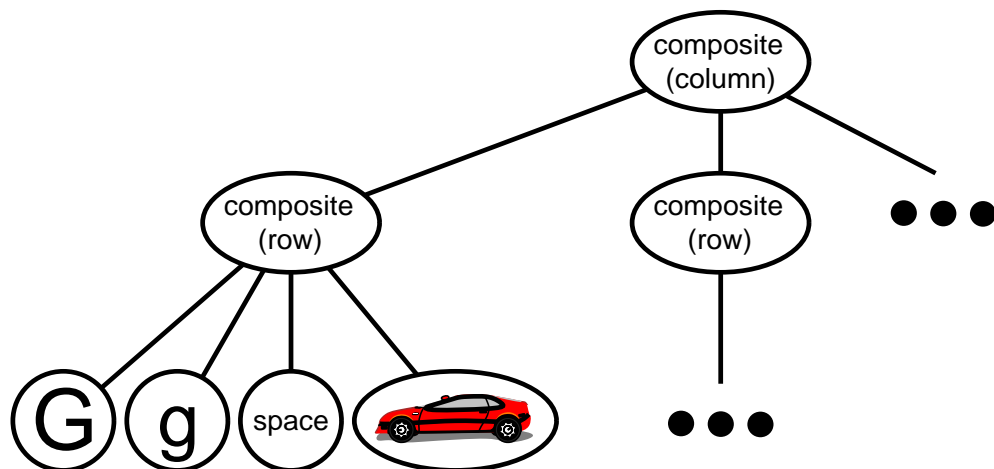 composite
(column)
composite
(row)
composite
(row)
G
g
space